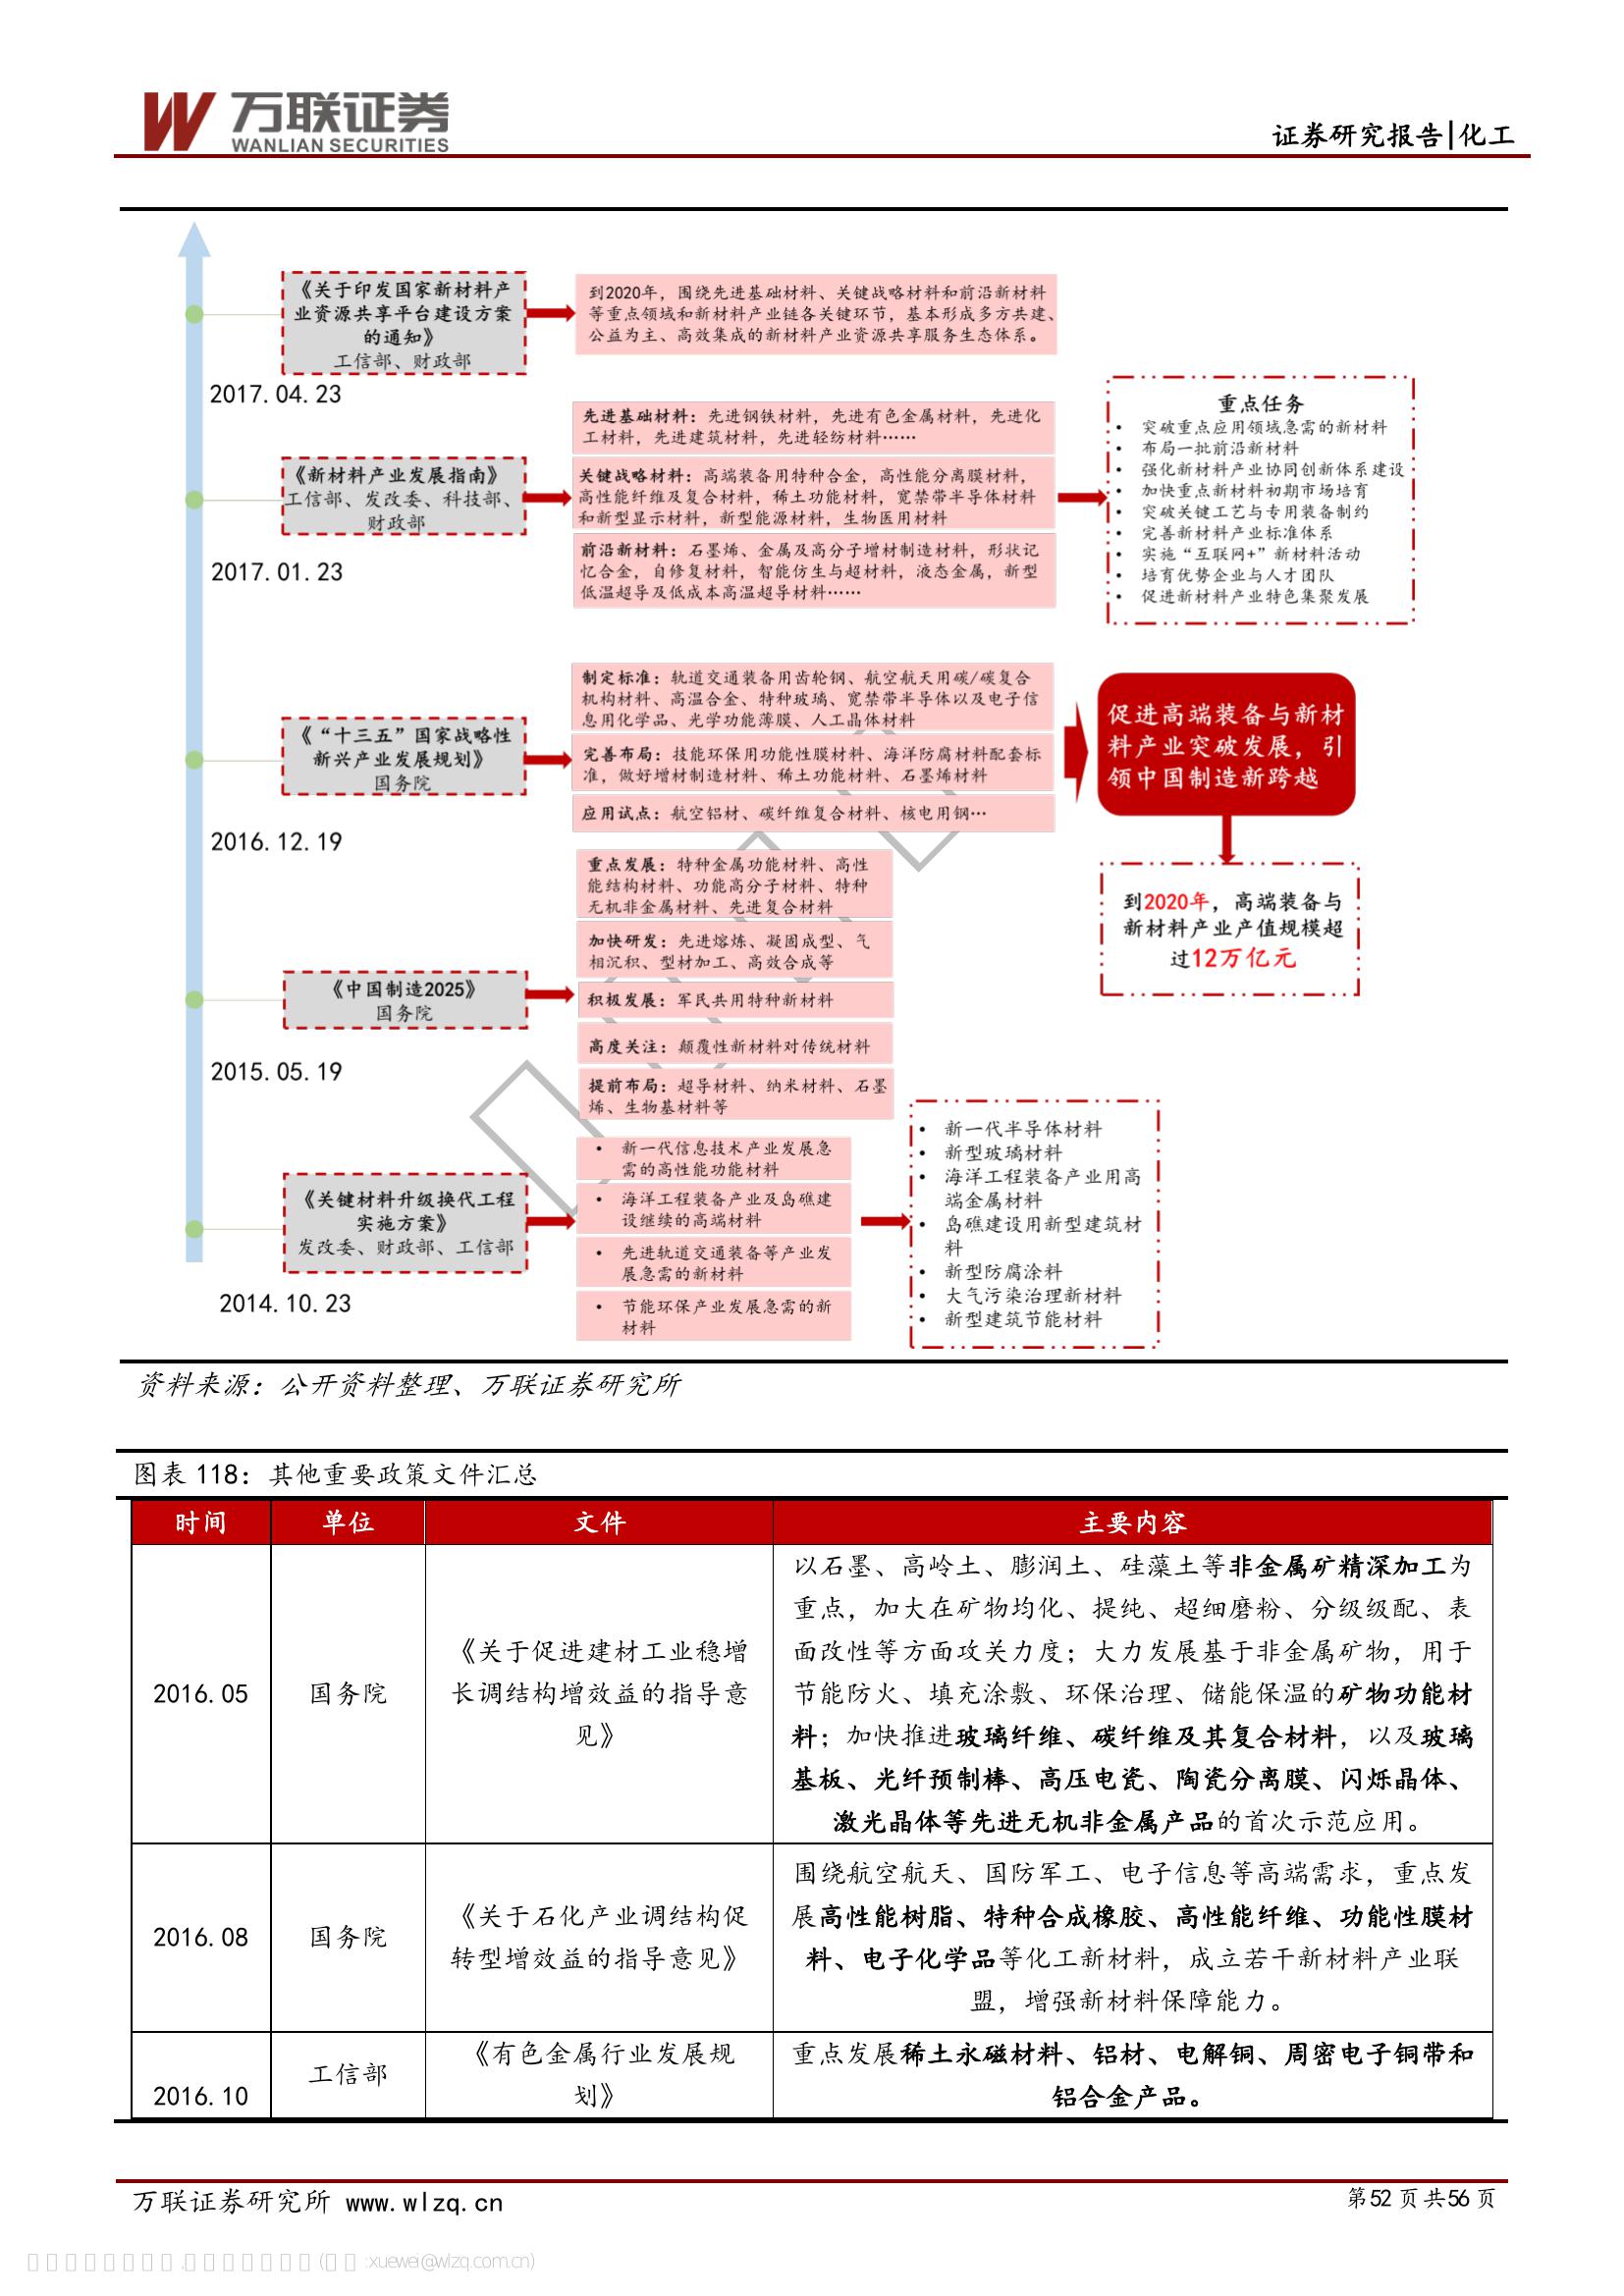 万联证券
WANLIAN SECURITIES
证券研究报告|化工
《关于印发国家新材料产
业资源共享平台建设方案
的通知》
工信部、财政部
2017.04.23
到2020年，围绕先进基础材料、关键战略材料和前沿新材料
等重点领域和新材料产业链各关键环节，基本形成多方共建、
公益为主、高效集成的新材料产业资源共享服务生态体系。
《新材料产业发展指南》
工信部、发改委、科技部、
财政部
2017.01.23
先进基础材料：先进钢铁材料，先进有色金属材料，先进化
工材料，先进建筑材料，先进轻纺材料……
关键战略材料：高端装备用特种合金，高性能分离膜材料，
高性能纤维及复合材料，稀土功能材料，宽禁带半导体材料
和新型显示材料，新型能源材料，生物医用材料
前沿新材料：石墨烯、金属及高分子增材制造材料，形状记
忆合金，自修复材料，智能仿生与超材料，液态金属，新型
低温超导及低成本高温超导材料……
重点任务
• 突破重点应用领域急需的新材料
• 布局一批前沿新材料
• 强化新材料产业协同创新体系建设
• 加快重点新材料初期市场培育
• 突破关键工艺与专用装备制约
• 完善新材料产业标准体系
• 实施“互联网+”新材料活动
• 培育优势企业与人才团队
• 促进新材料产业特色集聚发展
《“十三五”国家战略性
新兴产业发展规划》
国务院
2016.12.19
制定标准：轨道交通装备用齿轮钢、航空航天用碳/碳复合
机构材料、高温合金、特种玻璃、宽禁带半导体以及电子信
息用化学品、光学功能薄膜、人工晶体材料
完善布局：技能环保用功能性膜材料、海洋防腐材料配套标
准，做好增材制造材料、稀土功能材料、石墨烯材料
应用试点：航空铝材、碳纤维复合材料、核电用钢…
促进高端装备与新材
料产业突破发展，引
领中国制造新跨越
到2020年，高端装备与
新材料产业产值规模超
过12万亿元
《中国制造2025》
国务院
2015.05.19
重点发展：特种金属功能材料、高性
能结构材料、功能高分子材料、特种
无机非金属材料、先进复合材料
加快研发：先进熔炼、凝固成型、气
相沉积、型材加工、高效合成等
积极发展：军民共用特种新材料
高度关注：颠覆性新材料对传统材料
提前布局：超导材料、纳米材料、石墨
烯、生物基材料等
《关键材料升级换代工程
实施方案》
发改委、财政部、工信部
2014.10.23
• 新一代信息技术产业发展急
需的高性能功能材料
• 海洋工程装备产业及岛礁建
设继续的高端材料
• 先进轨道交通装备等产业发
展急需的新材料
• 节能环保产业发展急需的新
材料
• 新一代半导体材料
• 新型玻璃材料
• 海洋工程装备产业用高
端金属材料
• 岛礁建设用新型建筑材
料
• 新型防腐涂料
• 大气污染治理新材料
• 新型建筑节能材料
资料来源：公开资料整理、万联证券研究所
图表 118：其他重要政策文件汇总
时间 单位 文件 主要内容
2016.05
国务院
《关于促进建材工业稳增
长调结构增效益的指导意
见》
以石墨、高岭土、膨润土、硅藻土等非金属矿精深加工为
重点，加大在矿物均化、提纯、超细磨粉、分级级配、表
面改性等方面攻关力度；大力发展基于非金属矿物，用于
节能防火、填充涂敷、环保治理、储能保温的矿物功能材
料；加快推进玻璃纤维、碳纤维及其复合材料，以及玻璃
基板、光纤预制棒、高压电瓷、陶瓷分离膜、闪烁晶体、
激光晶体等先进无机非金属产品的首次示范应用。
2016.08
国务院
《关于石化产业调结构促
转型增效益的指导意见》
围绕航空航天、国防军工、电子信息等高端需求，重点发
展高性能树脂、特种合成橡胶、高性能纤维、功能性膜材
料、电子化学品等化工新材料，成立若干新材料产业联
盟，增强新材料保障能力。
2016.10
工信部
《有色金属行业发展规
划》
重点发展稀土永磁材料、铝材、电解铜、周密电子铜带和
铝合金产品。
万联证券研究所 www.wlzq.cn
第52 页 共56 页
xuewei@wlzq.com.cn)